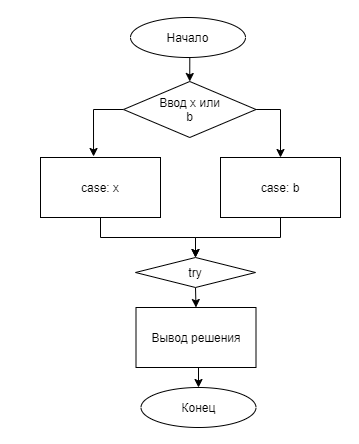 Начало
Ввод x или
b
case: x
case: b
try
Вывод решения
Конец